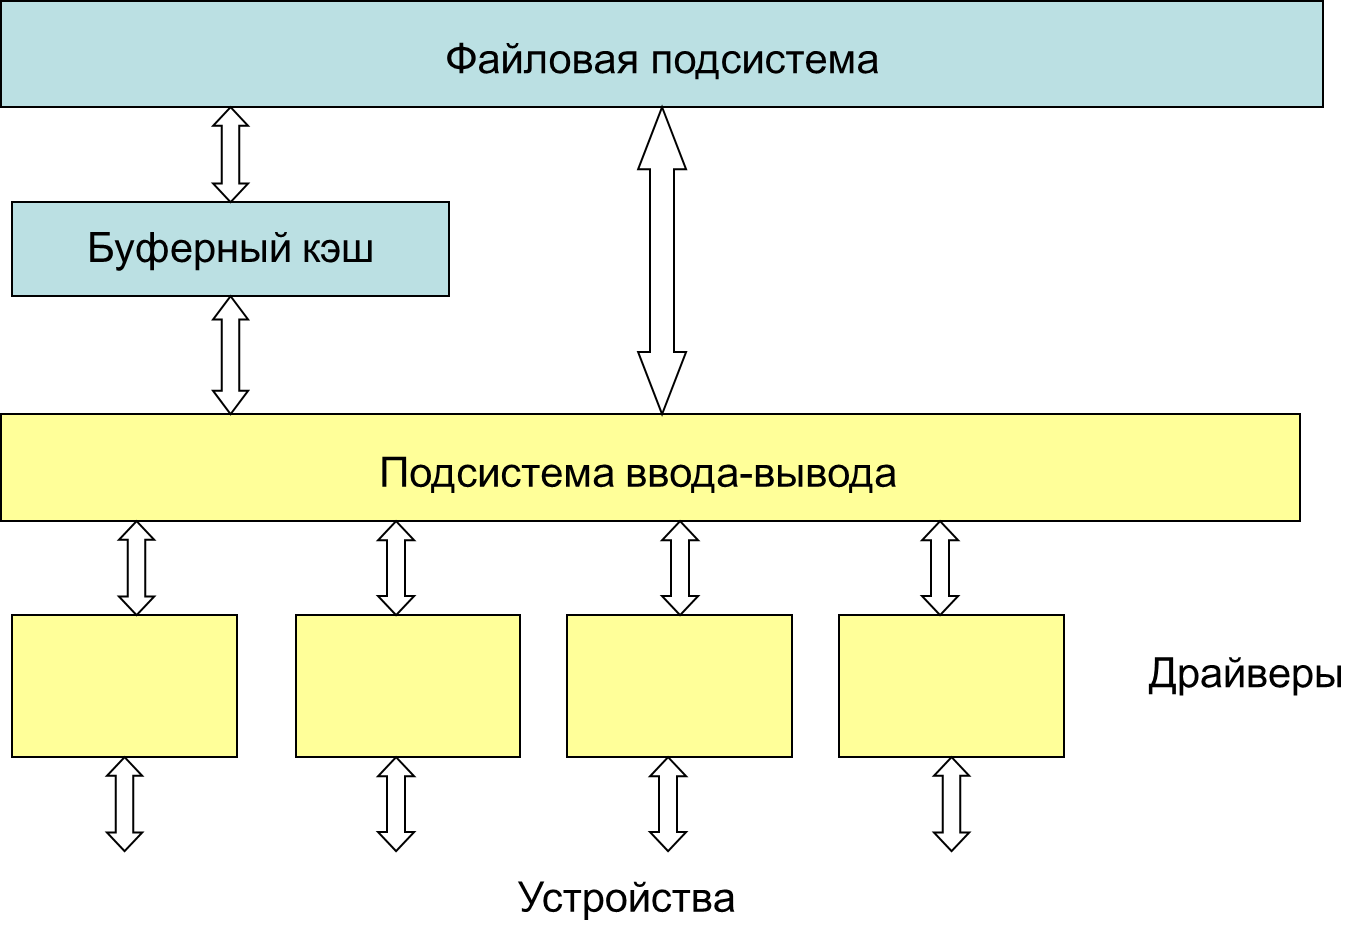 Файловая подсистема
Буферный кэш
Подсистема ввода-вывода
Драйверы
Устройства